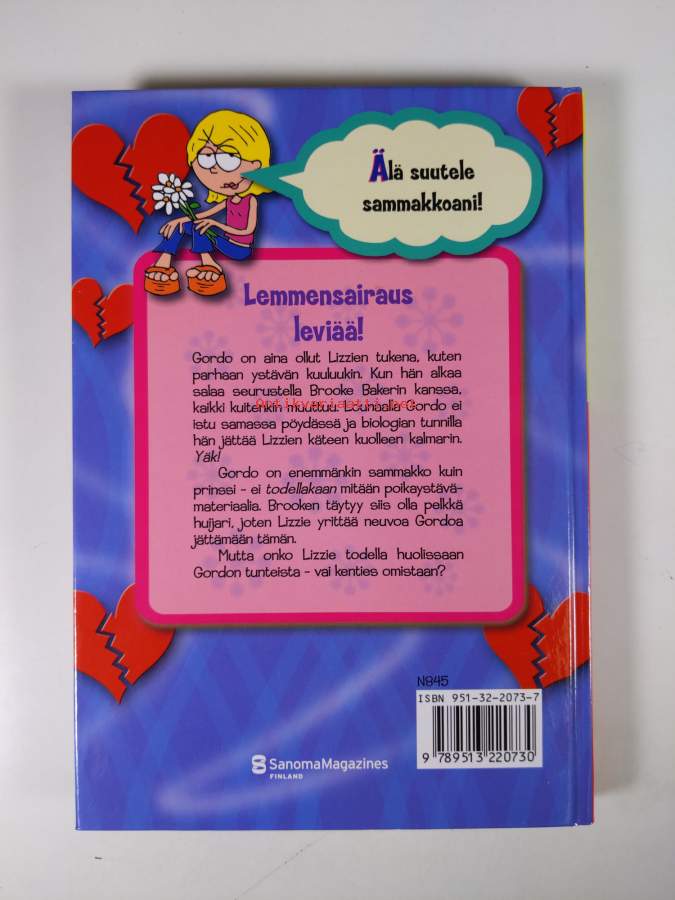 Älä suutele
sammakkoani!
Lemmensairaus
leviää!
Gordo on aina ollut Lizzien tukena, kuten
parhaan ystävän kuuluukin. Kun hän alkaa
salaa seurustella Brooke Bakerin kanssa,
kaikki kuitenkin muuttuu. Lounaalla Gordo ei
Antikvariaatti.net
istu samassa pöydässä ja biologian tunnilla
hän jättää Lizzien käteen kuolleen kalmarin.
Yäk!
Gordo on enemmänkin sammakko kuin
prinssi - ei todellakaan mitään poikaystävä-
materiaalia. Brooken täytyy siis olla pelkkä
huijari, joten Lizzie yrittää neuvoa Gordoa
jättämään tämän.
Mutta onko Lizzie todella huolissaan
Gordon tunteista - vai kenties omistaan?
N845
ISBN 951-32-2073-7
9 789513 220730
SanomaMagazines
FINLAND